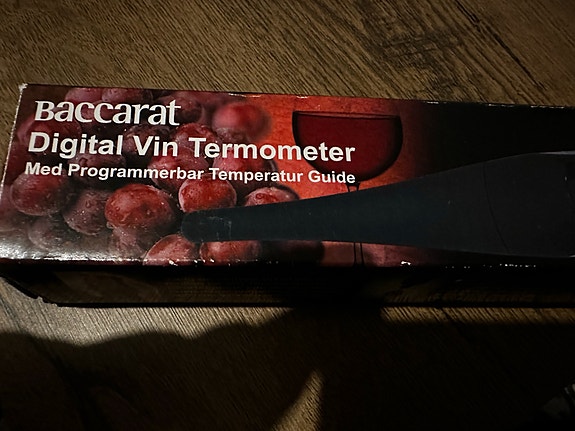 Baccarat
Digital Vin Termometer
Med Programmerbar Temperatur Guide